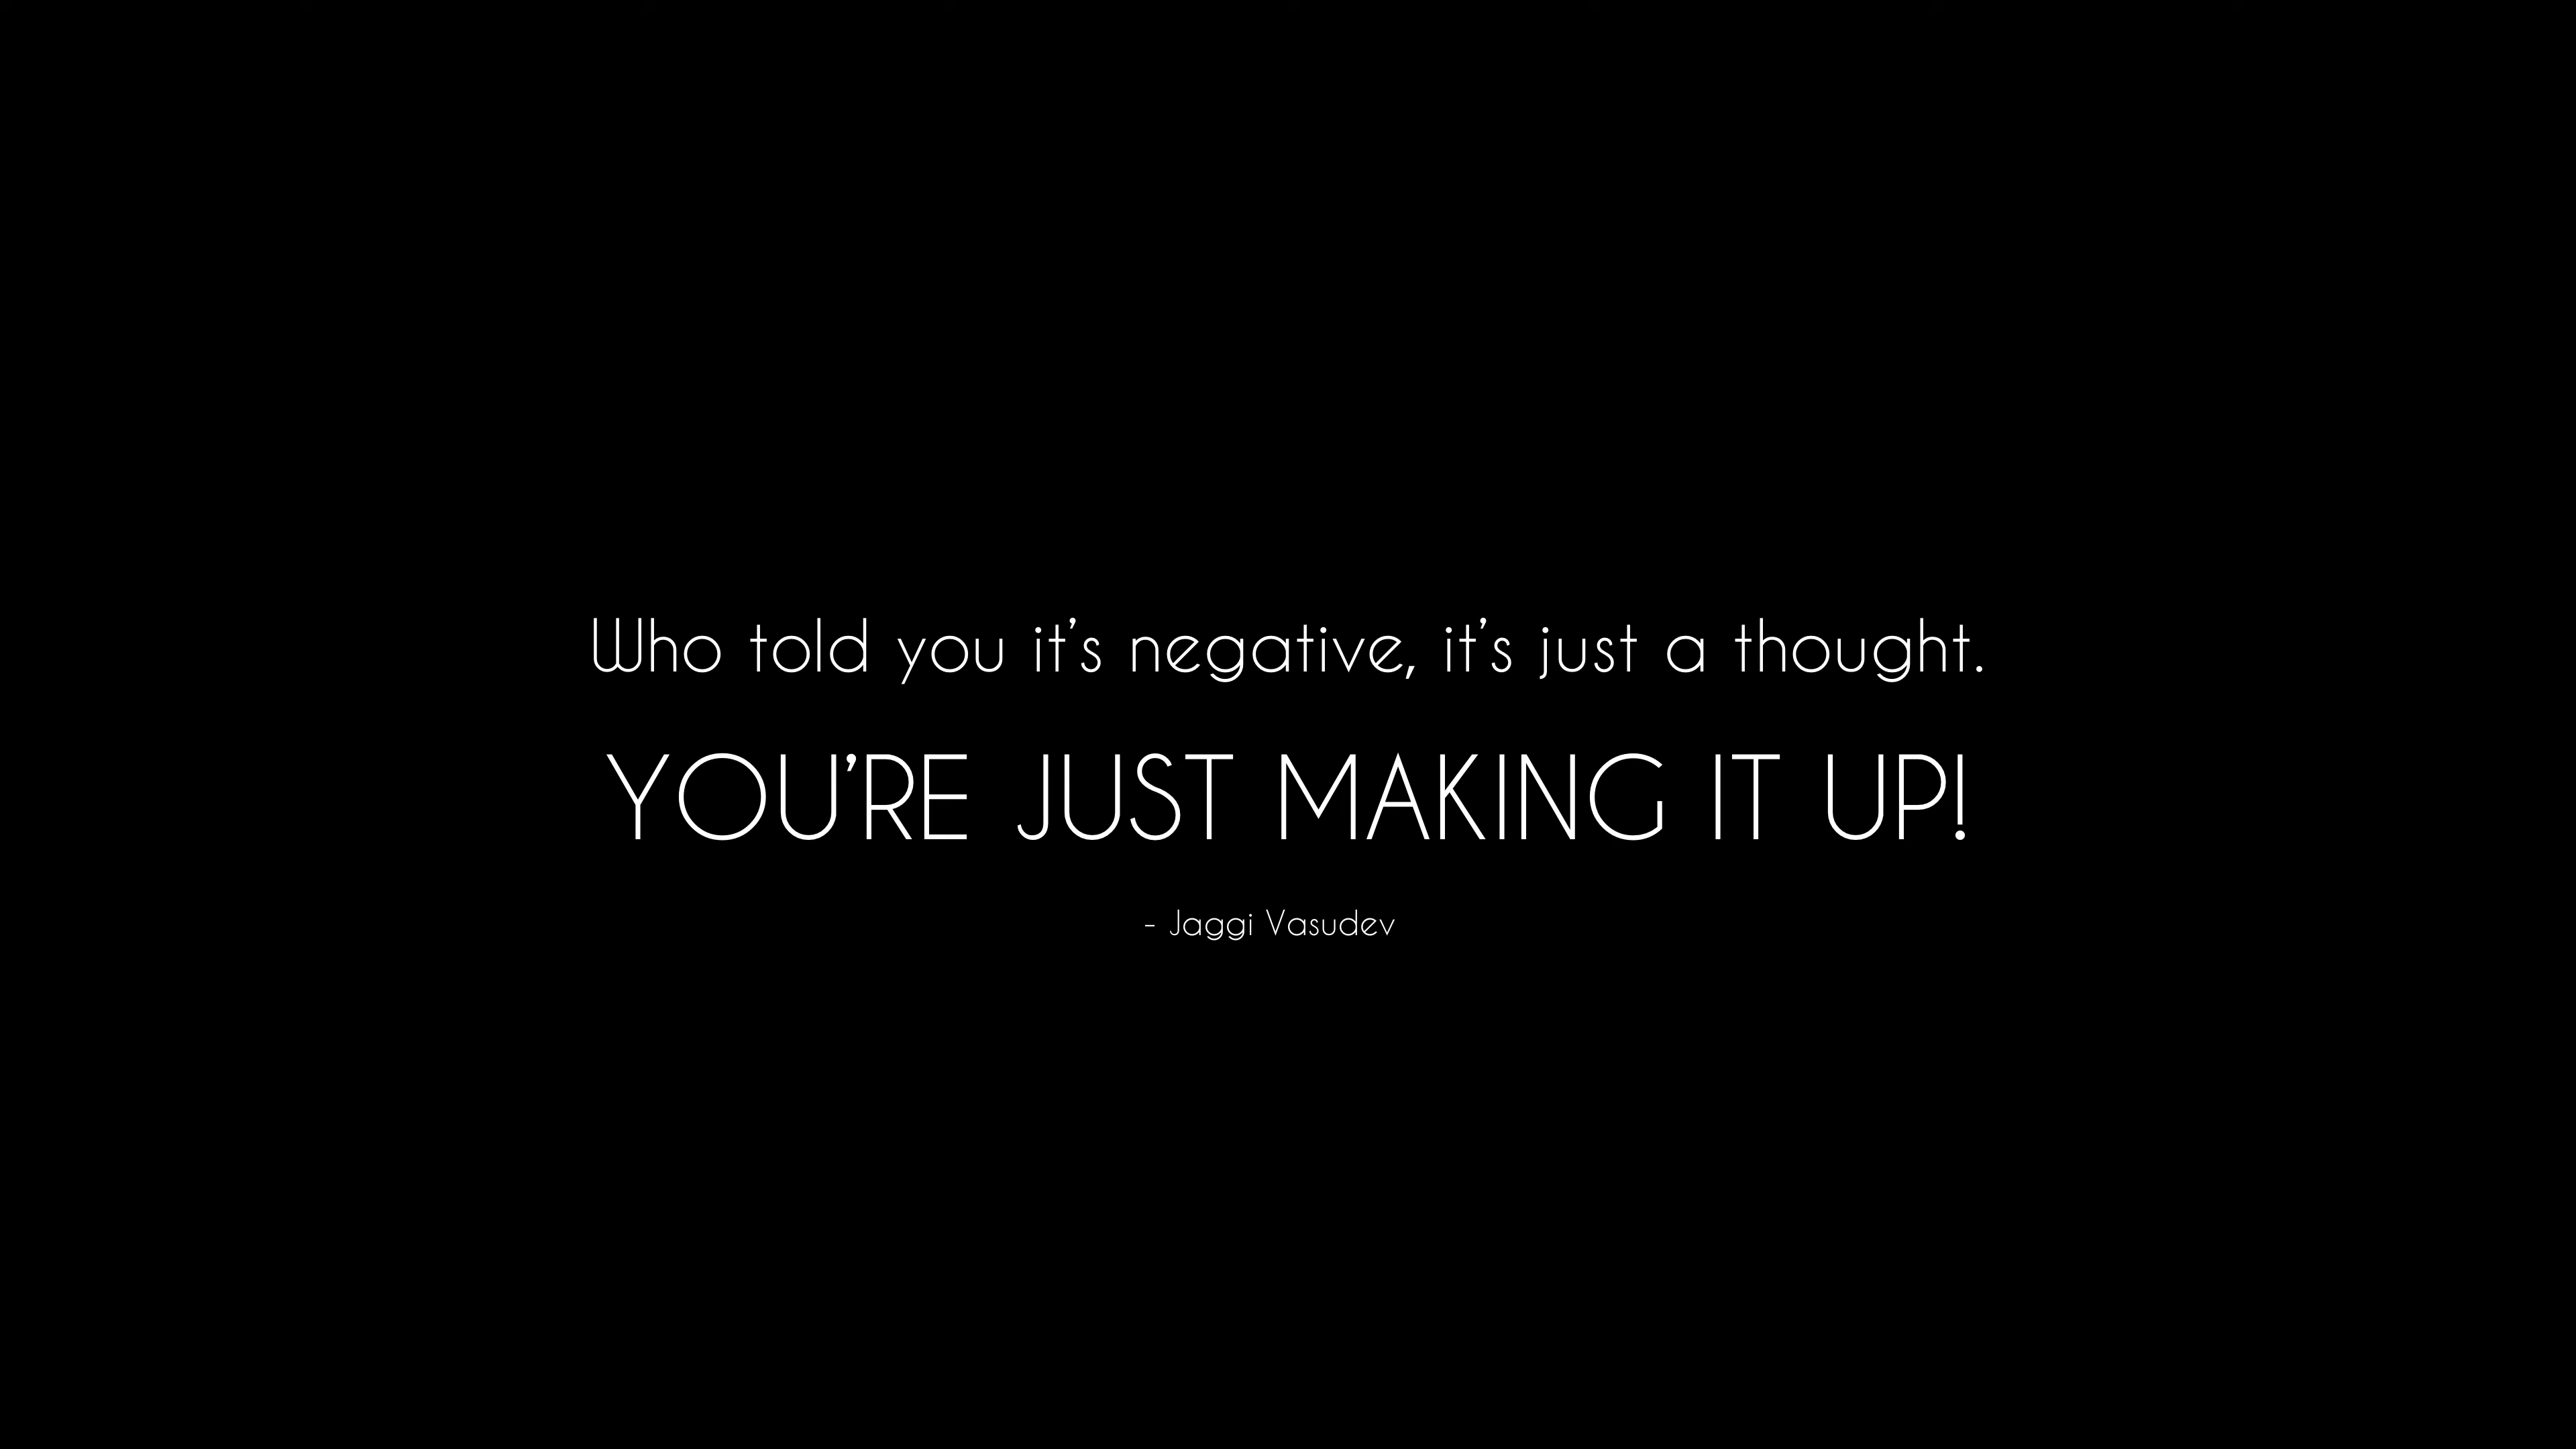 Who told you it’s negative, it’s just a thought.
YOU’RE JUST MAKING IT UP!
- Jaggi Vasudev